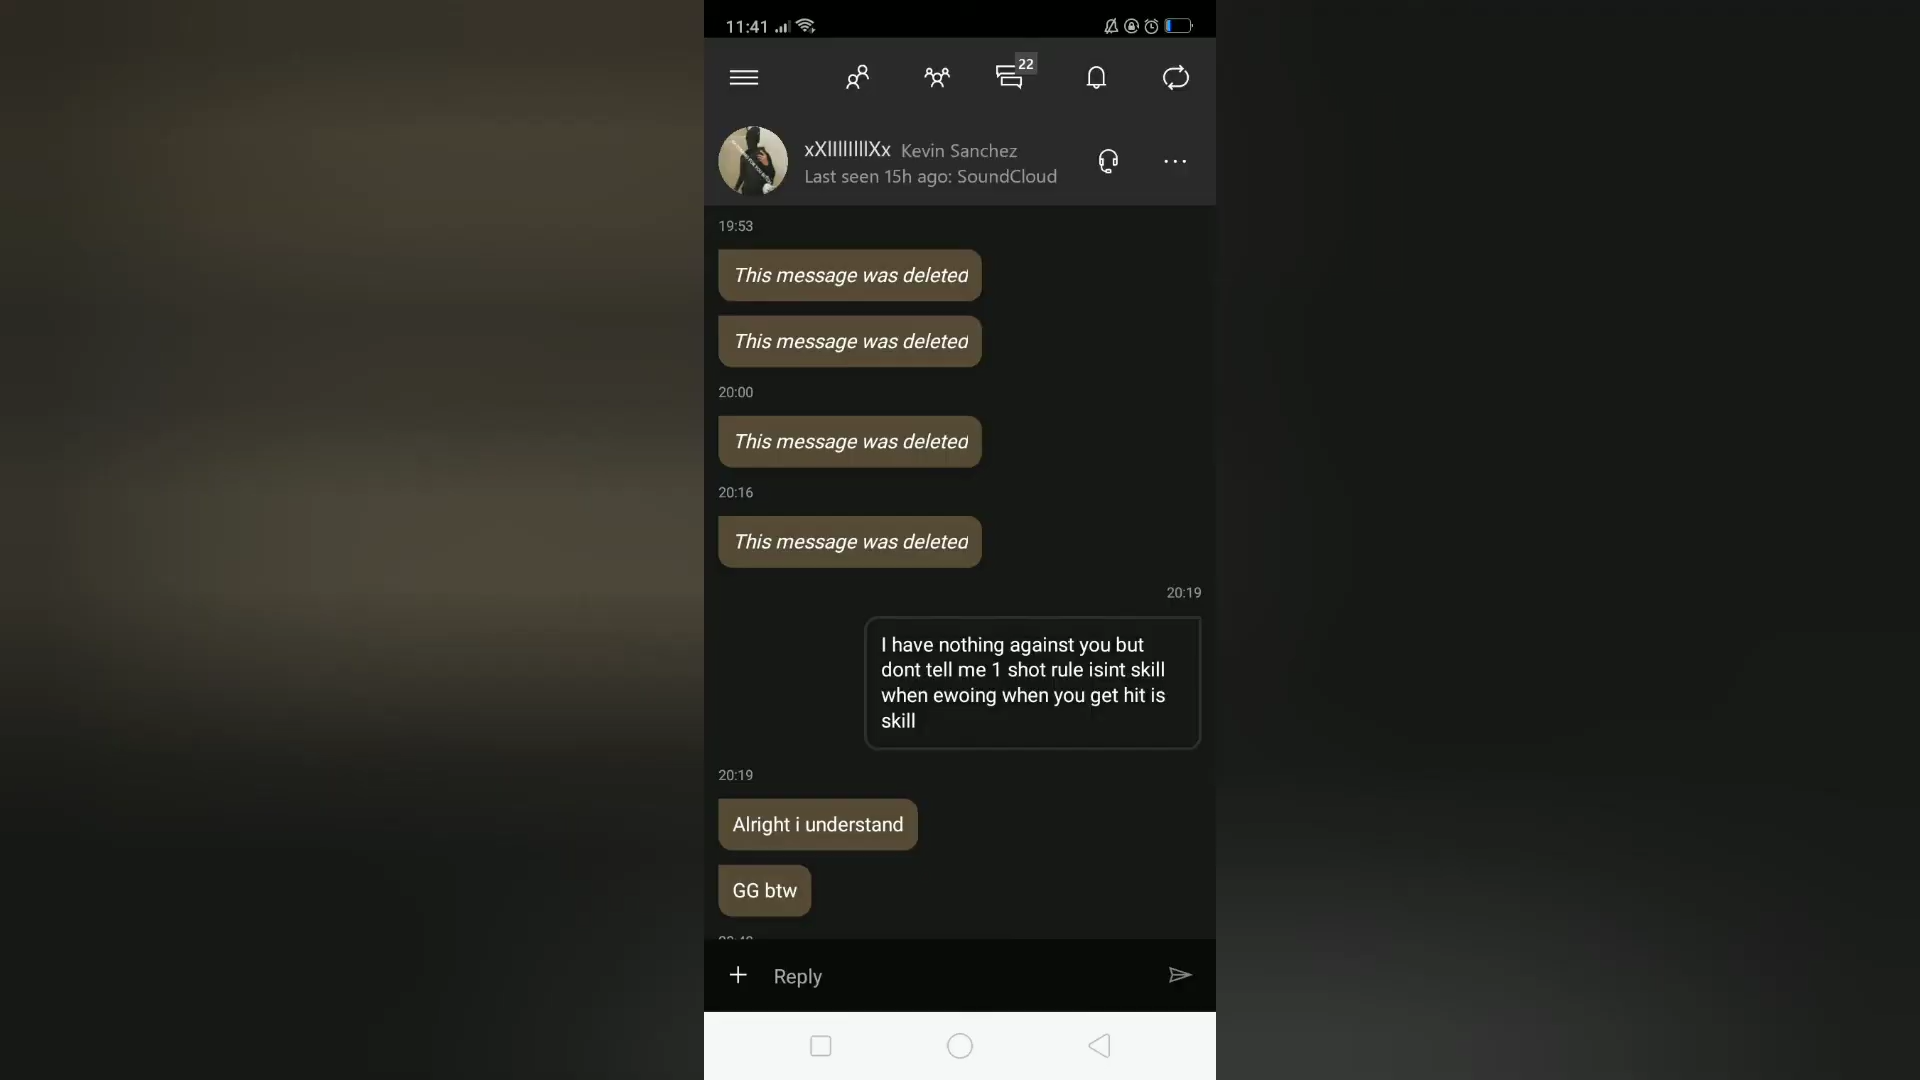 11:41
22
xXIIIIIIIIXx Kevin Sanchez
Last seen 15h ago: SoundCloud
19:53
This message was deleted
This message was deleted
20:00
This message was deleted
20:16
This message was deleted
20:19
I have nothing against you but
dont tell me 1 shot rule isint skill
when ewoing when you get hit is
skill
20:19
Alright i understand
GG btw
Reply